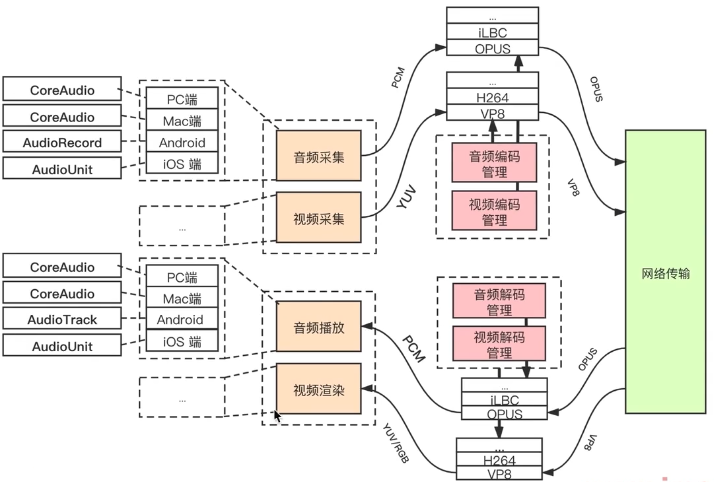 ...
iLBC
OPUS
PCM
OPUS
...
H264
VP8
CoreAudio
CoreAudio
AudioRecord
AudioUnit
PC端
Mac端
Android
iOS 端
音频采集
视频采集
...
YUV
VP8
音频编码
管理
视频编码
管理
网络传输
CoreAudio
CoreAudio
AudioTrack
AudioUnit
PC端
Mac端
Android
iOS 端
音频播放
视频渲染
...
音频解码
管理
视频解码
管理
PCM
OPUS
...
iLBC
OPUS
YUV/RGB
VP8
...
H264
VP8